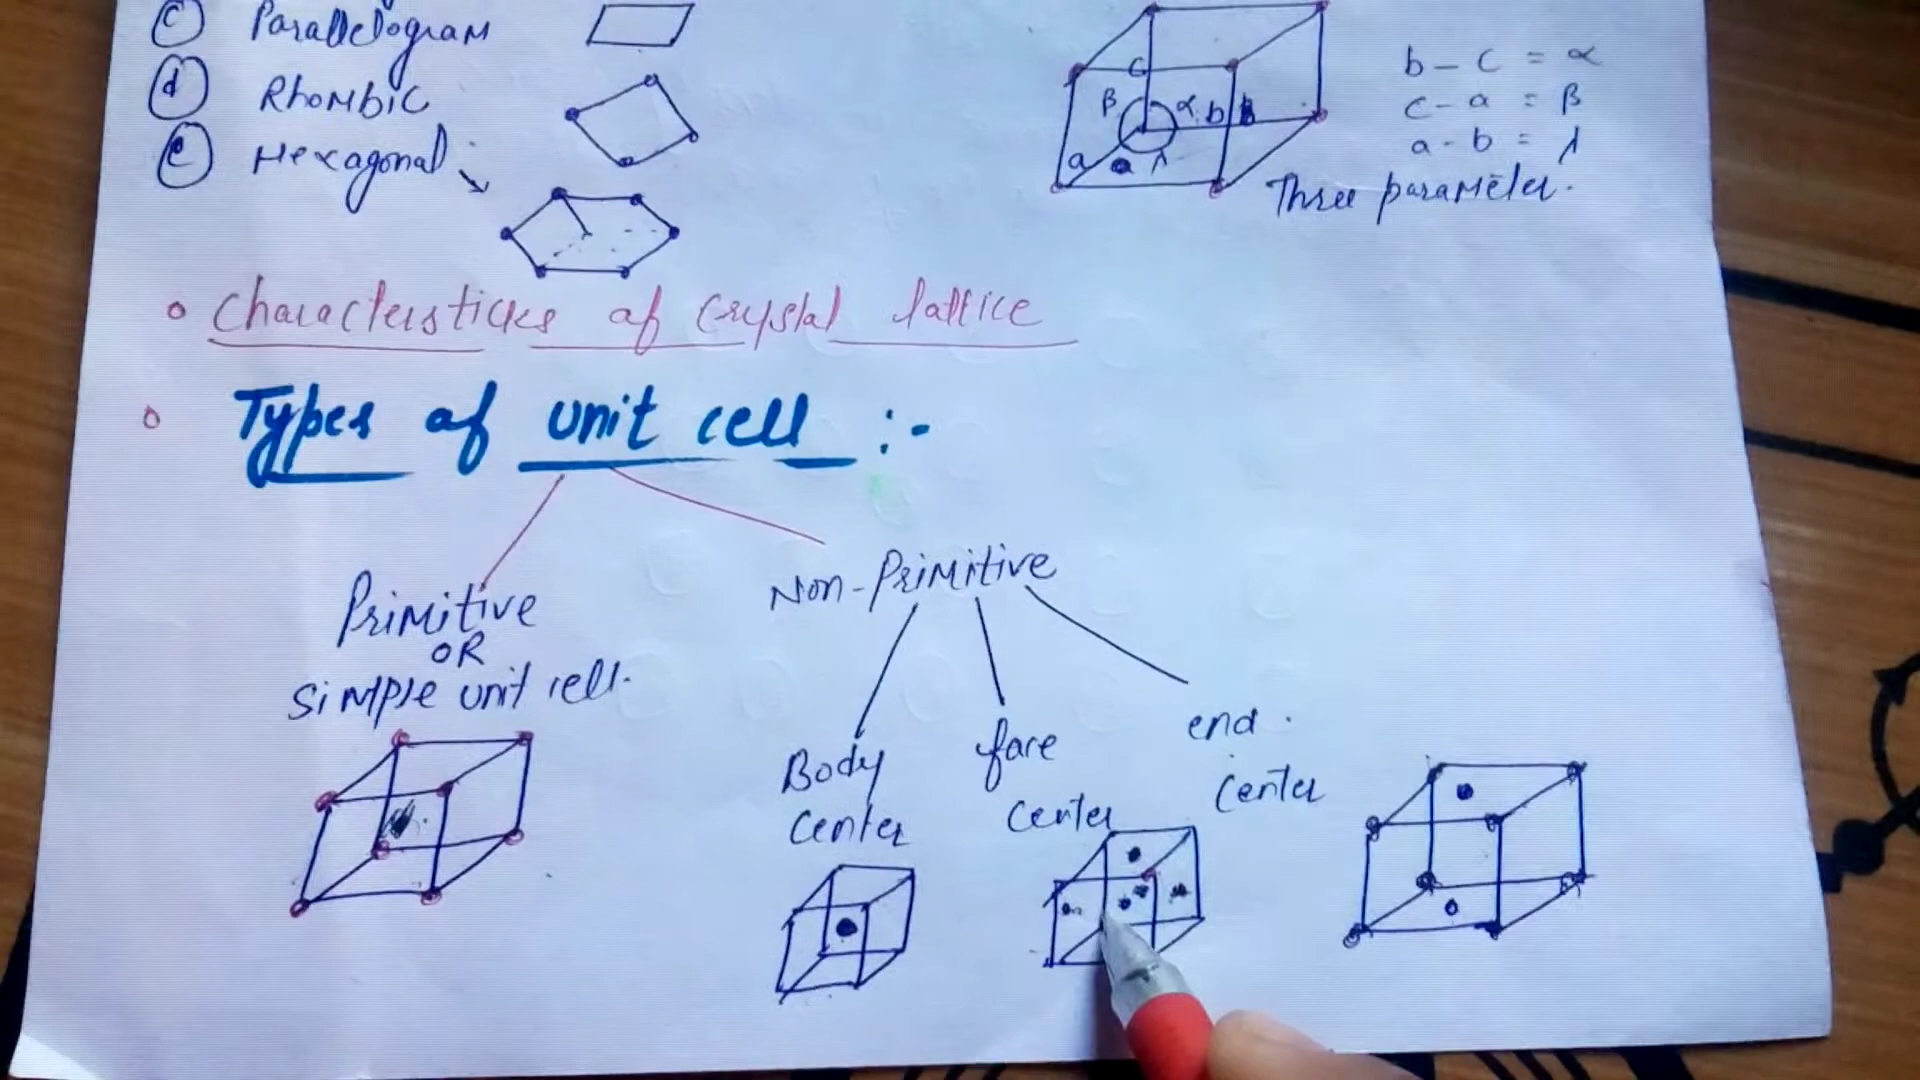 (c) Parallelogram
(d) Rhombic
(e) Hexagonal
c
β α b b
a λ
b - c = α
c - a = β
a - b = λ
Three parameter.
Characterstickes of Crystal lattice
Types of unit cell :-
Primitive
OR
Simple unit cell.
Non-Primitive
Body
center
face
center
end.
center